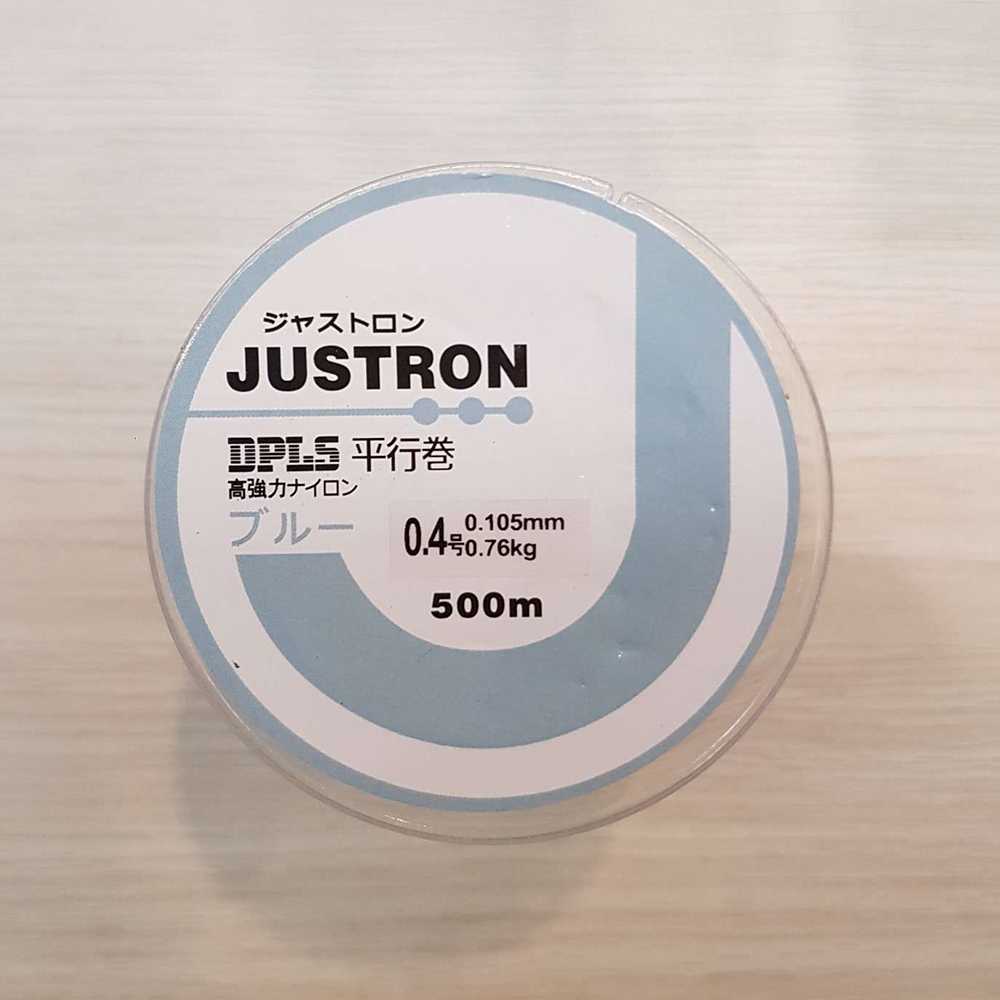 ジャストロン
JUSTRON
DPLS 平行巻
高強力ナイロン
ブルー
0.4号 0.105mm
0.76kg
500m